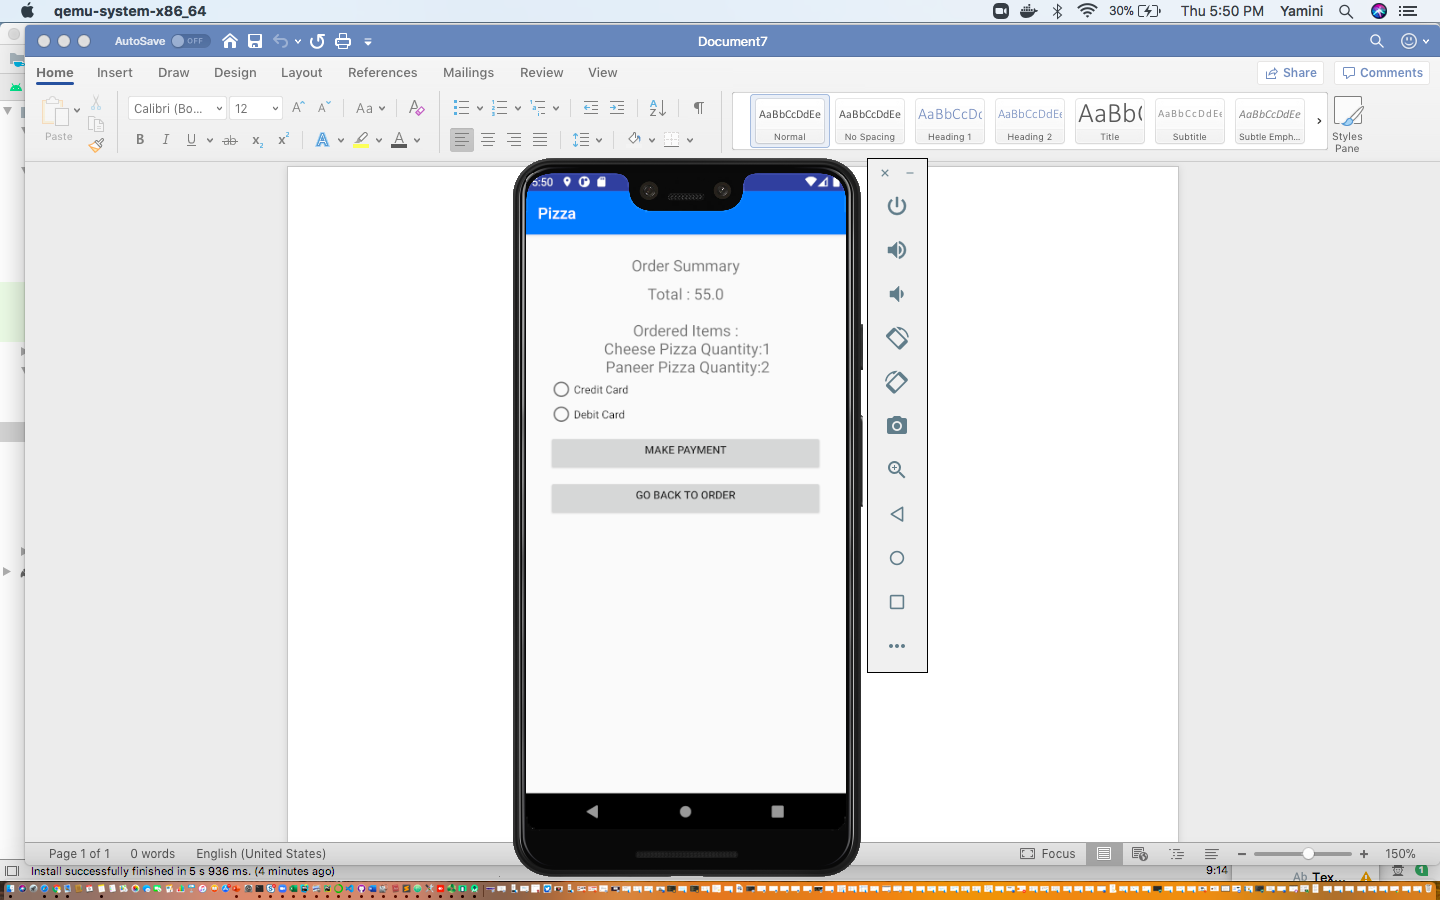 qemu-system-x86_64
30%
Thu 5:50 PM
Yamini
AutoSave
OFF
Document7
Home
Insert
Draw
Design
Layout
References
Mailings
Review
View
Share
Comments
Paste
Calibri (Bo...
12
AaBbCcDdEe
Normal
AaBbCcDdEe
No Spacing
AaBbCcDc
Heading 1
AaBbCcDdEe
Heading 2
AaBb(
Title
AaBbCcDdEe
Subtitle
AaBbCcDdEe
Subtle Emph...
Styles
Pane
5:50
Pizza
Order Summary
Total : 55.0
Ordered Items :
Cheese Pizza Quantity:1
Paneer Pizza Quantity:2
Credit Card
Debit Card
MAKE PAYMENT
GO BACK TO ORDER
Page 1 of 1
0 words
English (United States)
Focus
150%
Install successfully finished in 5 s 936 ms. (4 minutes ago)
9:14
Ab Tex...
1